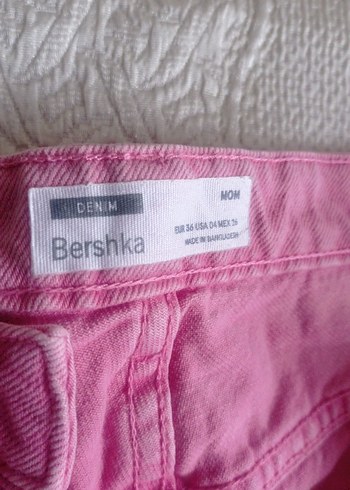 DENIM
MOM
Bershka
EUR 36 USA 04 MEX 26
MADE IN BANGLADESH